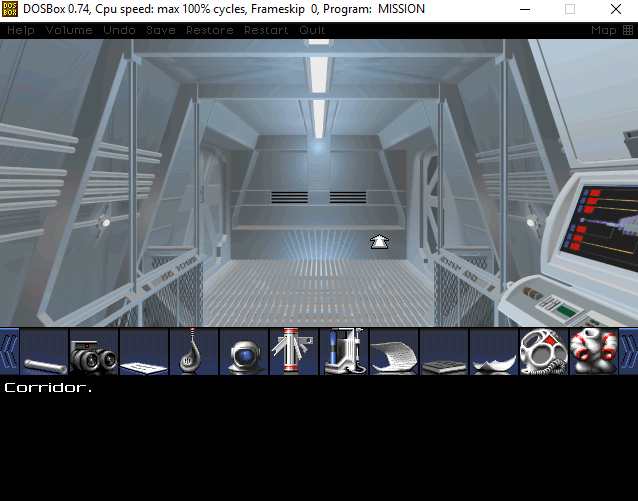 DOSBox 0.74, Cpu speed: max 100% cycles, Frameskip 0, Program: MISSION
Help Volume Undo Save Restore Restart Quit Map
Corridor.